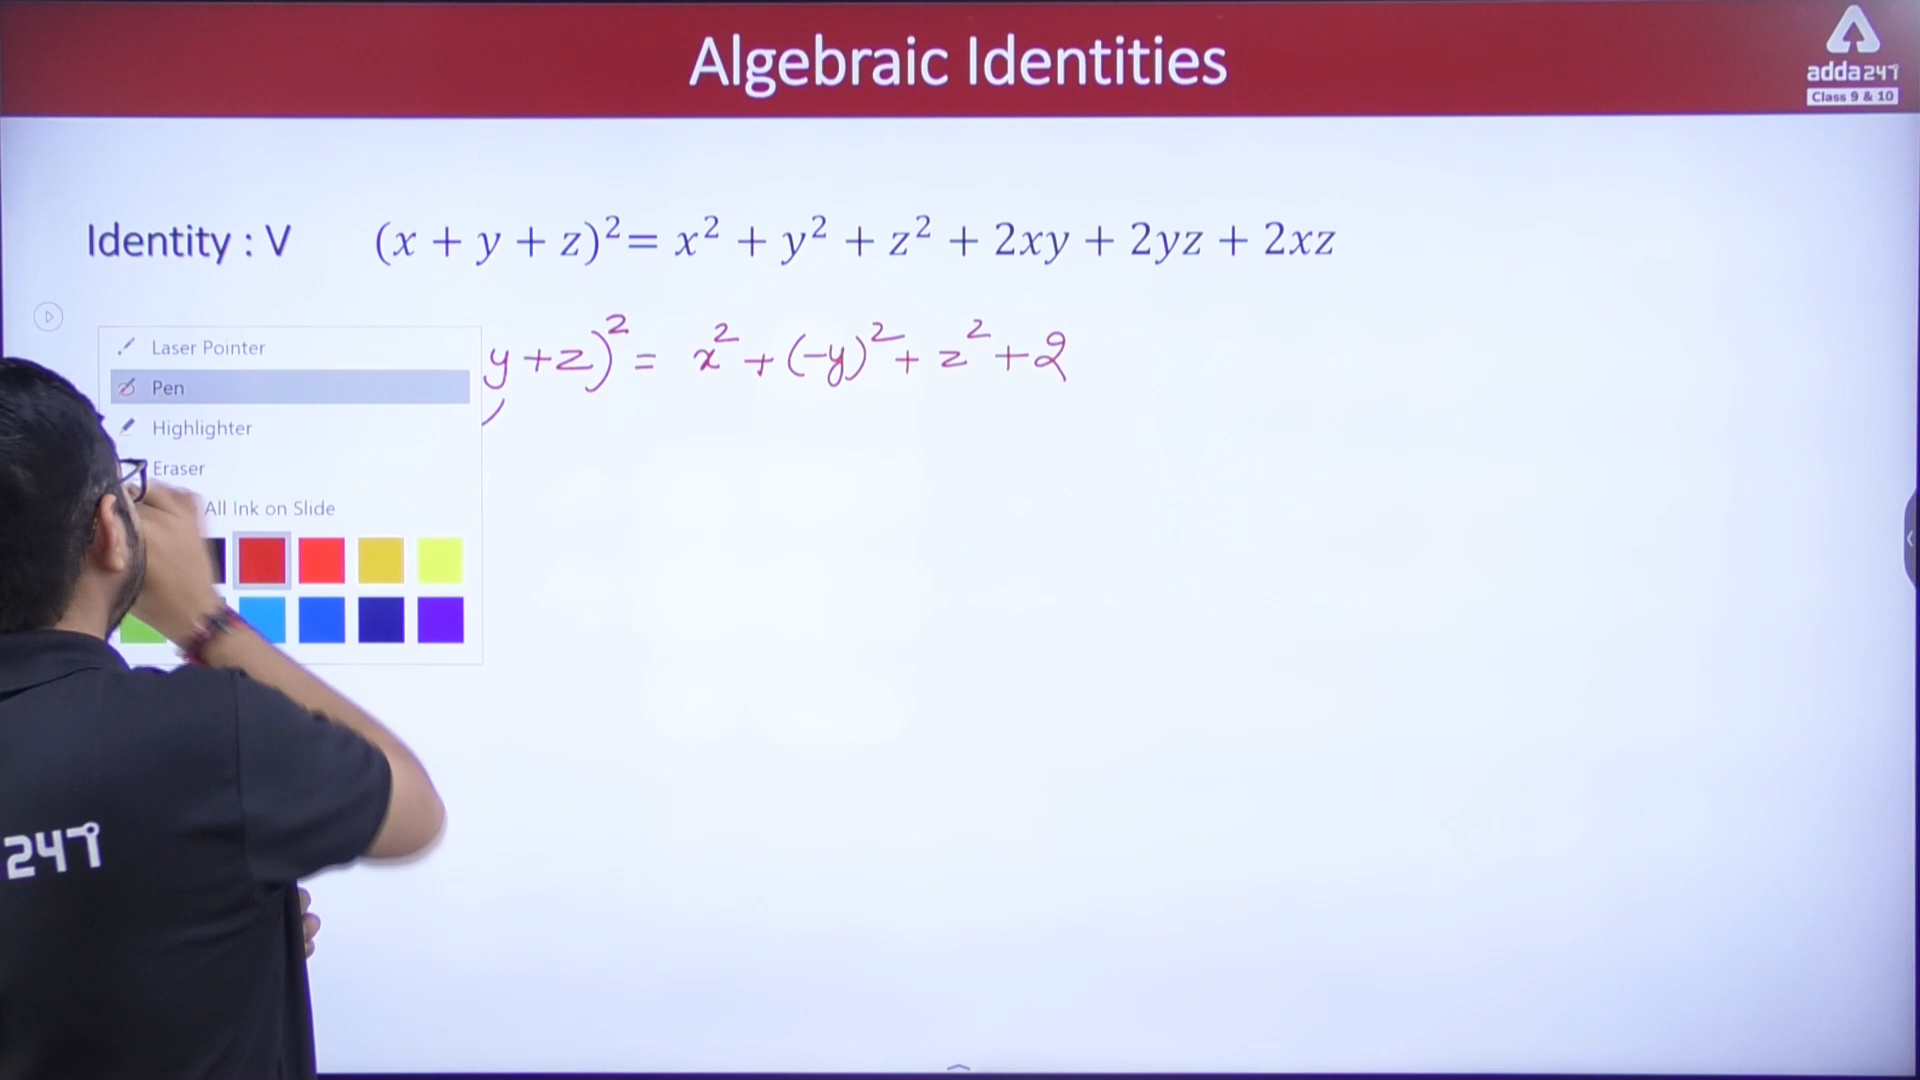 Algebraic Identities
adda247
Class 9 & 10
Identity : V (x + y + z)²= x² + y² + z² + 2xy + 2yz + 2xz
y + z)² = x² + (-y)² + z² + 2
Laser Pointer
Pen
Highlighter
Eraser
All Ink on Slide
247